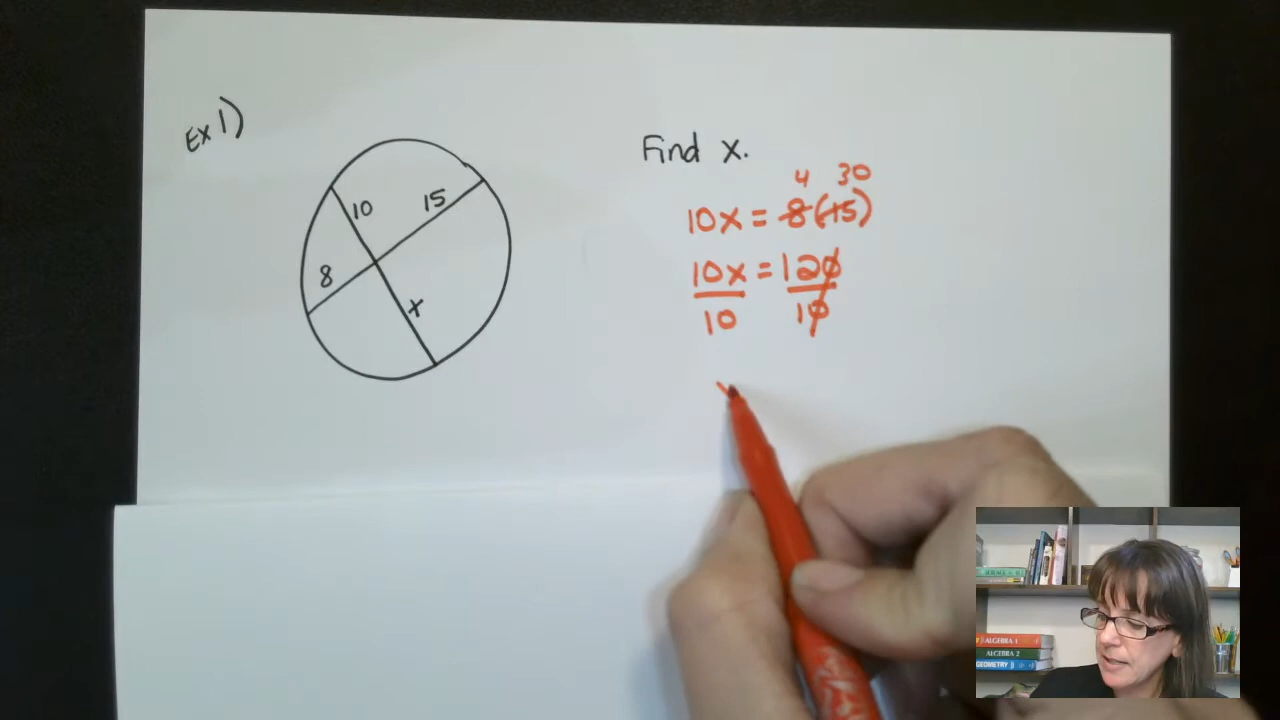 Ex 1)
Find x.
4 30
10x = 8(15)
10x = 120
10 10
10
15
8
x
ALGEBRA 1
ALGEBRA 2
GEOMETRY